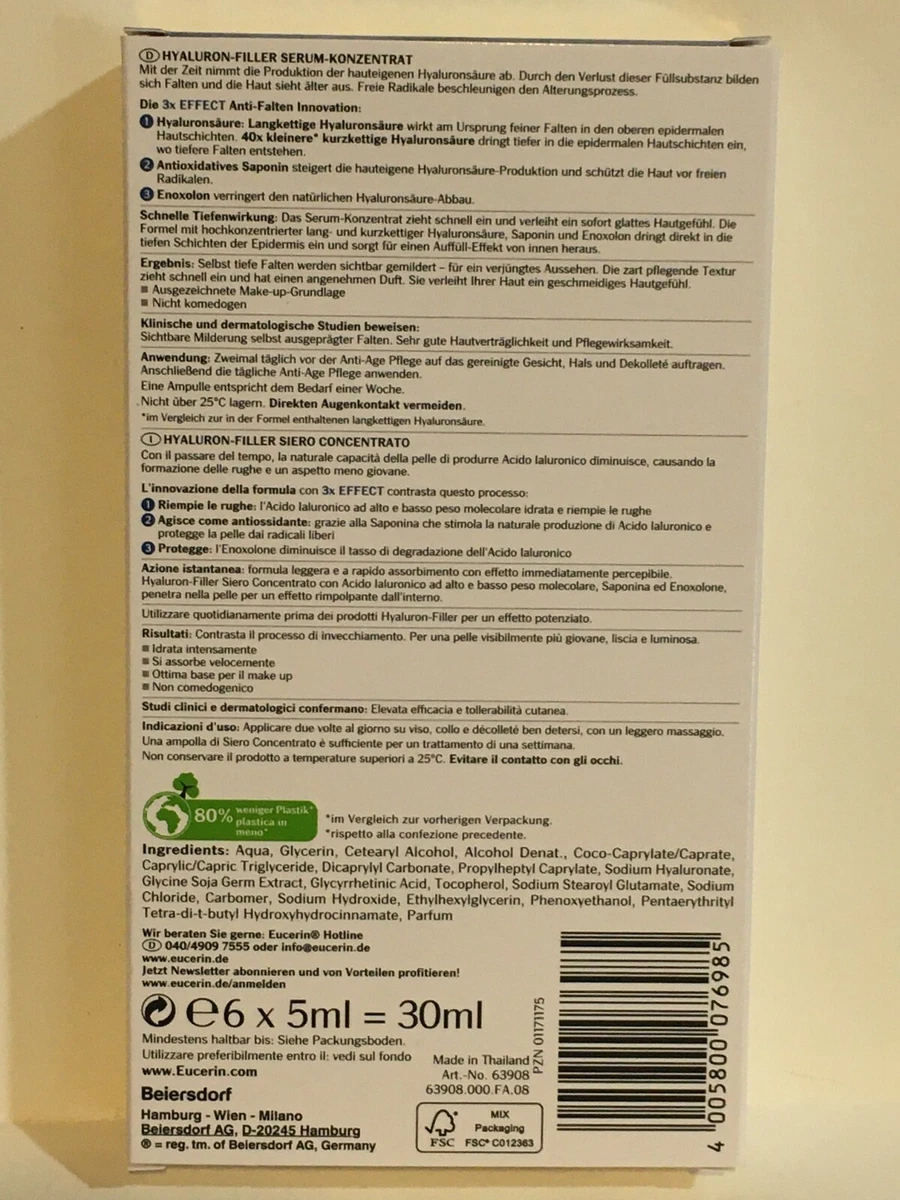 D HYALURON-FILLER SERUM-KONZENTRAT
Mit der Zeit nimmt die Produktion der hauteigenen Hyaluronsäure ab. Durch den Verlust dieser Füllsubstanz bilden
sich Falten und die Haut sieht älter aus. Freie Radikale beschleunigen den Alterungsprozess.
Die 3x EFFECT Anti-Falten Innovation:
1 Hyaluronsäure: Langkettige Hyaluronsäure wirkt am Ursprung feiner Falten in den oberen epidermalen
Hautschichten. 40x kleinere* kurzkettige Hyaluronsäure dringt tiefer in die epidermalen Hautschichten ein,
wo tiefere Falten entstehen.
2 Antioxidatives Saponin steigert die hauteigene Hyaluronsäure-Produktion und schützt die Haut vor freien
Radikalen.
3 Enoxolon verringert den natürlichen Hyaluronsäure-Abbau.
Schnelle Tiefenwirkung: Das Serum-Konzentrat zieht schnell ein und verleiht ein sofort glattes Hautgefühl. Die
Formel mit hochkonzentrierter lang- und kurzkettiger Hyaluronsäure, Saponin und Enoxolon dringt direkt in die
tiefen Schichten der Epidermis ein und sorgt für einen Auffüll-Effekt von innen heraus.
Ergebnis: Selbst tiefe Falten werden sichtbar gemildert – für ein verjüngtes Aussehen. Die zart pflegende Textur
zieht schnell ein und hat einen angenehmen Duft. Sie verleiht Ihrer Haut ein geschmeidiges Hautgefühl.
■ Ausgezeichnete Make-up-Grundlage
■ Nicht komedogen
Klinische und dermatologische Studien beweisen:
Sichtbare Milderung selbst ausgeprägter Falten. Sehr gute Hautverträglichkeit und Pflegewirksamkeit.
Anwendung: Zweimal täglich vor der Anti-Age Pflege auf das gereinigte Gesicht, Hals und Dekolleté auftragen.
Anschließend die tägliche Anti-Age Pflege anwenden.
Eine Ampulle entspricht dem Bedarf einer Woche.
Nicht über 25°C lagern. Direkten Augenkontakt vermeiden.
*im Vergleich zur in der Formel enthaltenen langkettigen Hyaluronsäure.
I HYALURON-FILLER SIERO CONCENTRATO
Con il passare del tempo, la naturale capacità della pelle di produrre Acido Ialuronico diminuisce, causando la
formazione delle rughe e un aspetto meno giovane.
L'innovazione della formula con 3x EFFECT contrasta questo processo:
1 Riempie le rughe: l'Acido Ialuronico ad alto e basso peso molecolare idrata e riempie le rughe
2 Agisce come antiossidante: grazie alla Saponina che stimola la naturale produzione di Acido Ialuronico e
protegge la pelle dai radicali liberi
3 Protegge: l'Enoxolone diminuisce il tasso di degradazione dell'Acido Ialuronico
Azione istantanea: formula leggera e a rapido assorbimento con effetto immediatamente percepibile.
Hyaluron-Filler Siero Concentrato con Acido Ialuronico ad alto e basso peso molecolare, Saponina ed Enoxolone,
penetra nella pelle per un effetto rimpolpante dall'interno.
Utilizzare quotidianamente prima dei prodotti Hyaluron-Filler per un effetto potenziato.
Risultati: Contrasta il processo di invecchiamento. Per una pelle visibilmente più giovane, liscia e luminosa.
■ Idrata intensamente
■ Si assorbe velocemente
■ Ottima base per il make up
■ Non comedogenico
Studi clinici e dermatologici confermano: Elevata efficacia e tollerabilità cutanea.
Indicazioni d'uso: Applicare due volte al giorno su viso, collo e décolleté ben detersi, con un leggero massaggio.
Una ampolla di Siero Concentrato è sufficiente per un trattamento di una settimana.
Non conservare il prodotto a temperature superiori a 25°C. Evitare il contatto con gli occhi.
80% weniger Plastik*
plastica in
meno*
*im Vergleich zur vorherigen Verpackung.
*rispetto alla confezione precedente.
Ingredients: Aqua, Glycerin, Cetearyl Alcohol, Alcohol Denat., Coco-Caprylate/Caprate,
Caprylic/Capric Triglyceride, Dicaprylyl Carbonate, Propylheptyl Caprylate, Sodium Hyaluronate,
Glycine Soja Germ Extract, Glycyrrhetinic Acid, Tocopherol, Sodium Stearoyl Glutamate, Sodium
Chloride, Carbomer, Sodium Hydroxide, Ethylhexylglycerin, Phenoxyethanol, Pentaerythrityl
Tetra-di-t-butyl Hydroxyhydrocinnamate, Parfum
Wir beraten Sie gerne: Eucerin® Hotline
D 040/4909 7555 oder info@eucerin.de
www.eucerin.de
Jetzt Newsletter abonnieren und von Vorteilen profitieren!
www.eucerin.de/anmelden
e6 x 5ml = 30ml
Mindestens haltbar bis: Siehe Packungsboden.
Utilizzare preferibilmente entro il: vedi sul fondo
www.Eucerin.com
Beiersdorf
Hamburg - Wien - Milano
Beiersdorf AG, D-20245 Hamburg
® = reg. tm. of Beiersdorf AG, Germany
Made in Thailand
Art.-No. 63908
63908.000.FA.08
PZN 01171175
FSC
MIX
Packaging
FSC® C012363
4 005800 076985